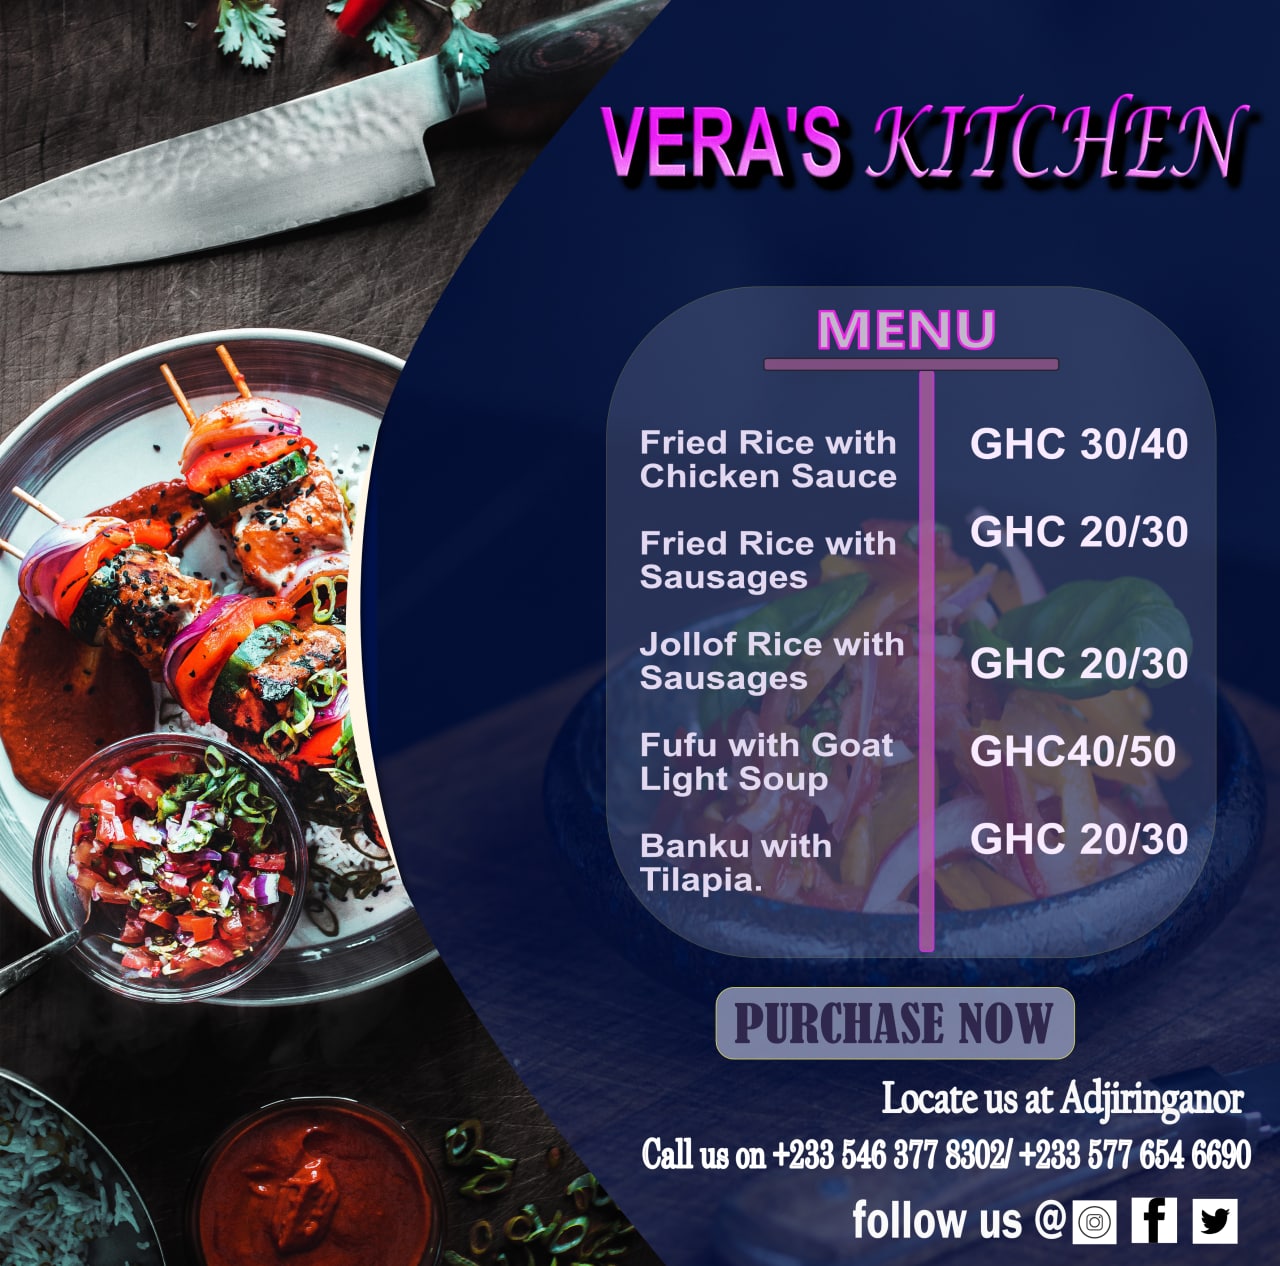 VERA'S KITCHEN
MENU
Fried Rice with
Chicken Sauce
GHC 30/40
Fried Rice with
Sausages
GHC 20/30
Jollof Rice with
Sausages
GHC 20/30
Fufu with Goat
Light Soup
GHC40/50
Banku with
Tilapia.
GHC 20/30
PURCHASE NOW
Locate us at Adjiringanor
Call us on +233 546 377 8302/ +233 577 654 6690
follow us @